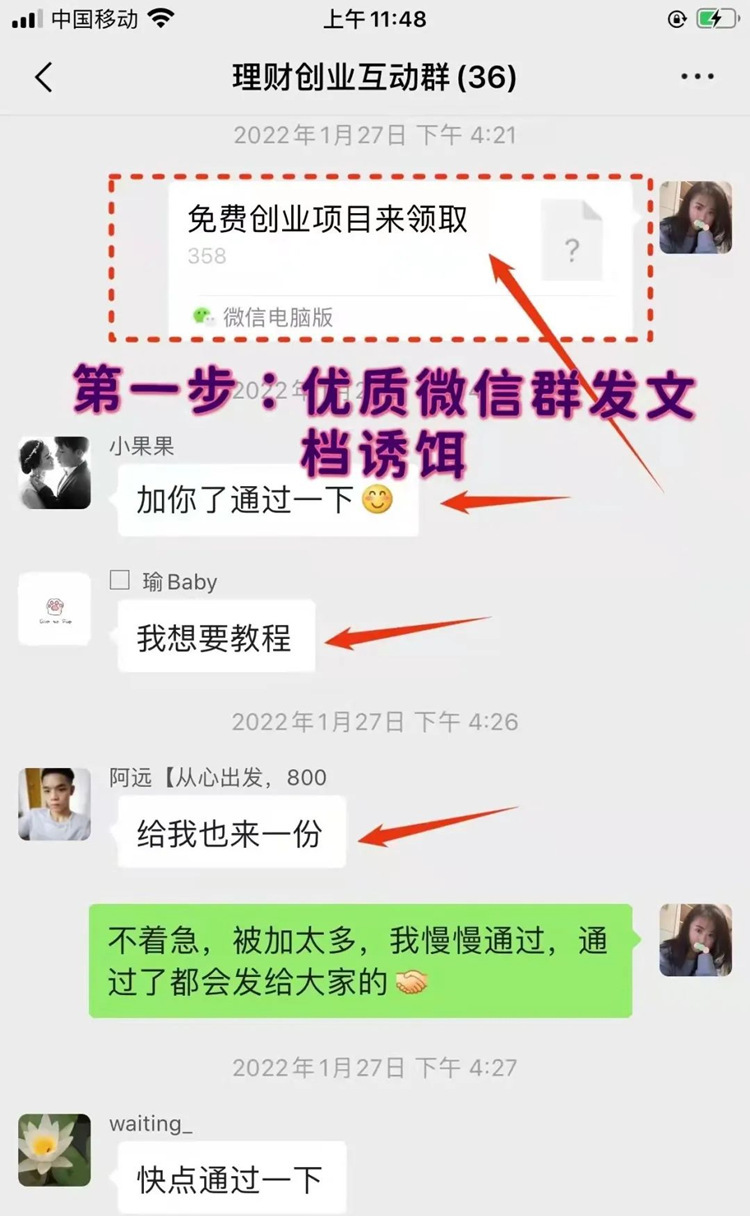 中国移动
上午11:48
理财创业互动群(36)
2022年1月27日 下午 4:21
免费创业项目来领取
358
?
微信电脑版
第一步：优质微信群发文
档诱饵
小果果
加你了通过一下
瑜Baby
我想要教程
2022年1月27日 下午 4:26
阿远【从心出发，800
给我也来一份
不着急，被加太多，我慢慢通过，通
过了都会发给大家的
2022年1月27日 下午 4:27
waiting_
快点通过一下